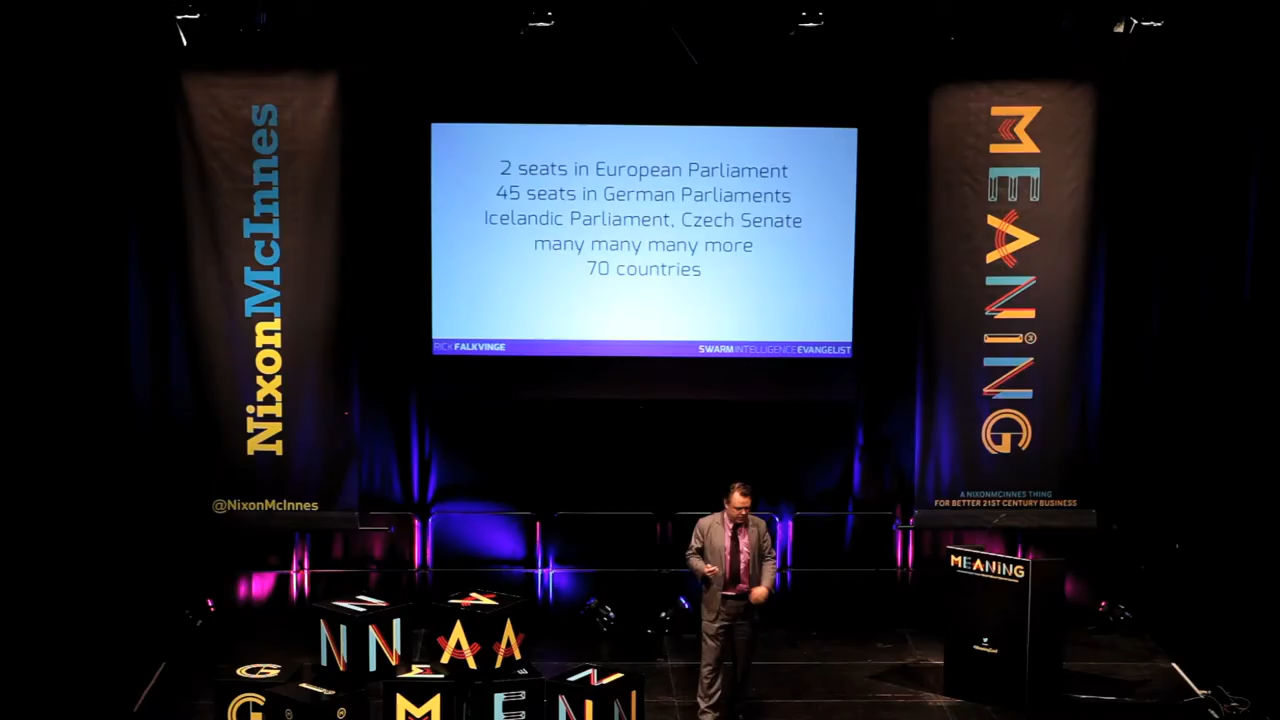 NixonMcInnes
@NixonMcInnes
2 seats in European Parliament
45 seats in German Parliaments
Icelandic Parliament, Czech Senate
many many many more
70 countries
RICK FALKVINGE
SWARM INTELLIGENCE EVANGELIST
MEANING
A NIXONMCINNES THING
FOR BETTER 21ST CENTURY BUSINESS
MEANING
N
N N
A A
G
G
M
E
N N